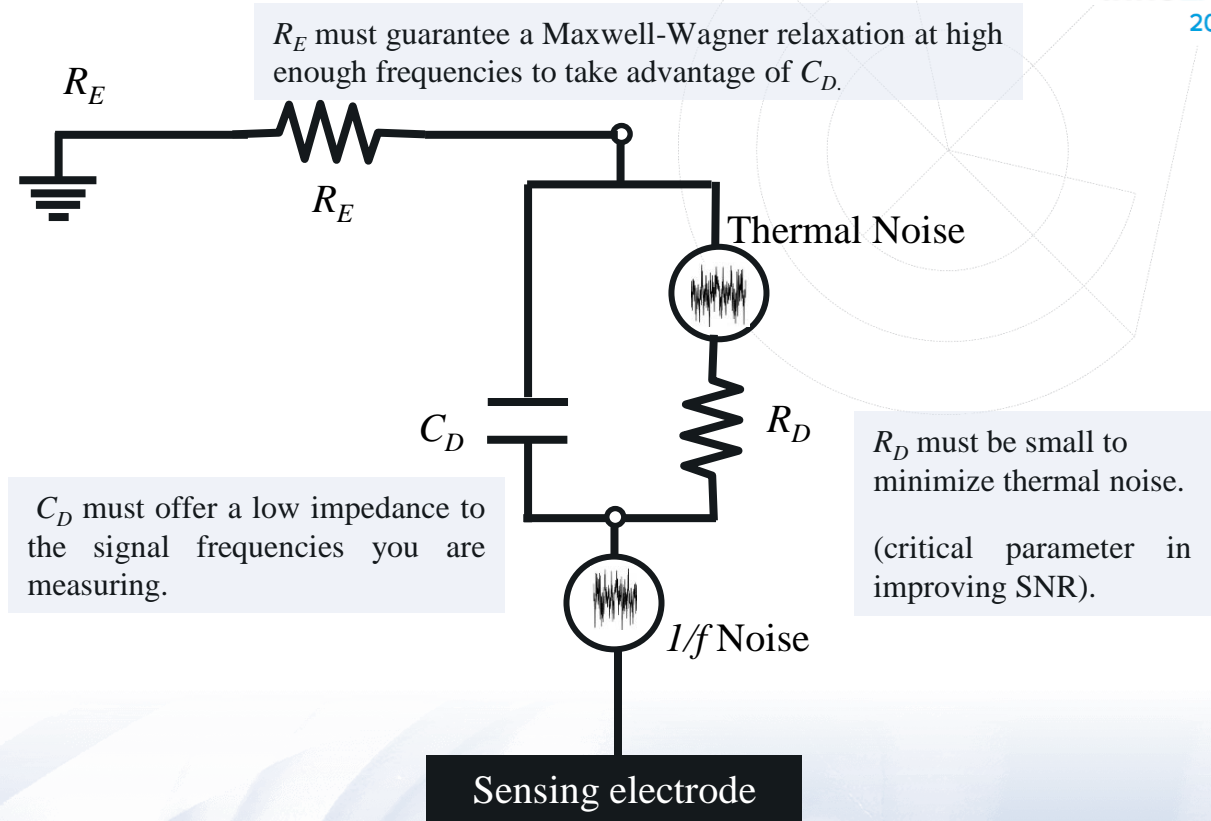 20
R_E must guarantee a Maxwell-Wagner relaxation at high
enough frequencies to take advantage of C_D.
R_E
R_E
Thermal Noise
C_D
R_D
R_D must be small to
minimize thermal noise.
(critical parameter in
improving SNR).
C_D must offer a low impedance to
the signal frequencies you are
measuring.
1/f Noise
Sensing electrode